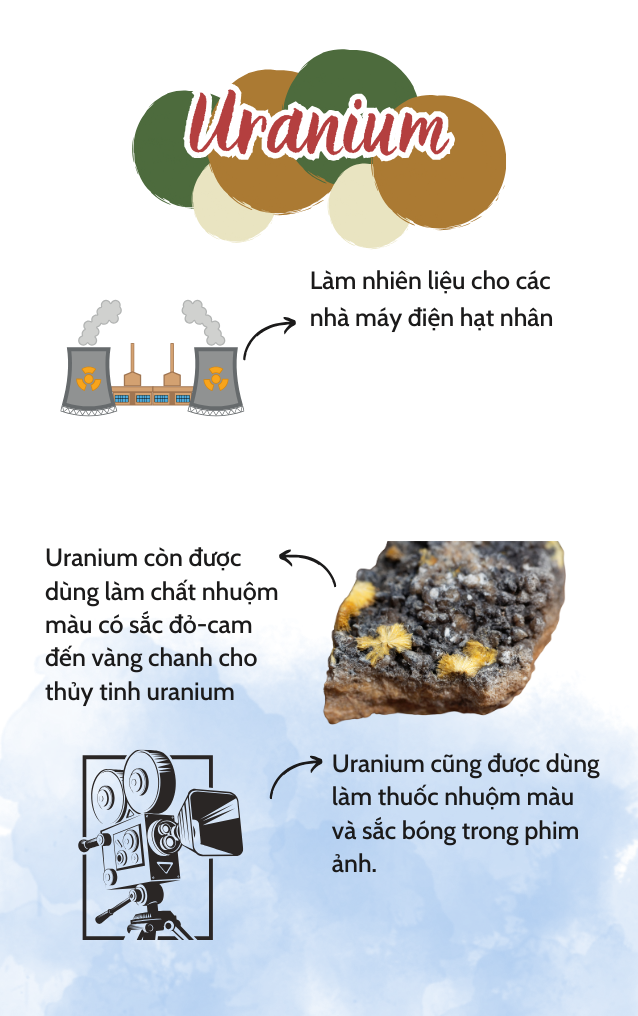 Uranium
Làm nhiên liệu cho các
nhà máy điện hạt nhân
Uranium còn được
dùng làm chất nhuộm
màu có sắc đỏ-cam
đến vàng chanh cho
thủy tinh uranium
Uranium cũng được dùng
làm thuốc nhuộm màu
và sắc bóng trong phim
ảnh.